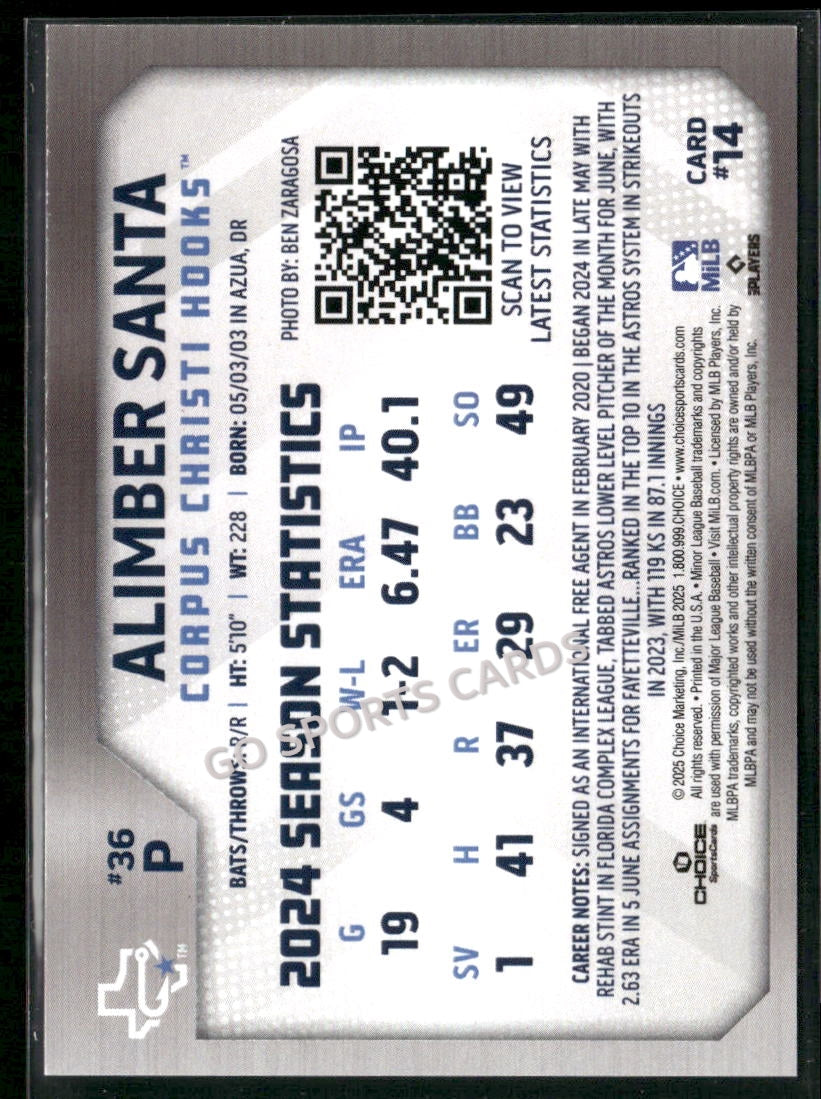 #36
P
ALIMBER SANTA
CORPUS CHRISTI HOOKS™
BATS/THROWS: R/R | HT: 5'10" | WT: 228 | BORN: 05/03/03 IN AZUA, DR
2024 SEASON STATISTICS
G GS W-L ERA IP
19 4 1-2 6.47 40.1
SV H R ER BB SO
1 41 37 29 23 49
PHOTO BY: BEN ZARAGOSA
SCAN TO VIEW
LATEST STATISTICS
CAREER NOTES: SIGNED AS AN INTERNATIONAL FREE AGENT IN FEBRUARY 2020 | BEGAN 2024 IN LATE MAY WITH
REHAB STINT IN FLORIDA COMPLEX LEAGUE, TABBED ASTROS LOWER LEVEL PITCHER OF THE MONTH FOR JUNE, WITH
2.63 ERA IN 5 JUNE ASSIGNMENTS FOR FAYETTEVILLE....RANKED IN THE TOP 10 IN THE ASTROS SYSTEM IN STRIKEOUTS
IN 2023, WITH 119 KS IN 87.1 INNINGS
CHOICE
SportsCards
© 2025 Choice Marketing, Inc./MiLB 2025 1.800.999.CHOICE • www.choicesportscards.com
All rights reserved. • Printed in the U.S.A. • Minor League Baseball trademarks and copyrights
are used with permission of Major League Baseball • Visit MiLB.com. • Licensed by MLB Players, Inc.
MLBPA trademarks, copyrighted works and other intellectual property rights are owned and/or held by
MLBPA and may not be used without the written consent of MLBPA or MLB Players, Inc.
MiLB
PLAYERS
CARD
#14
GO SPORTS CARDS
™